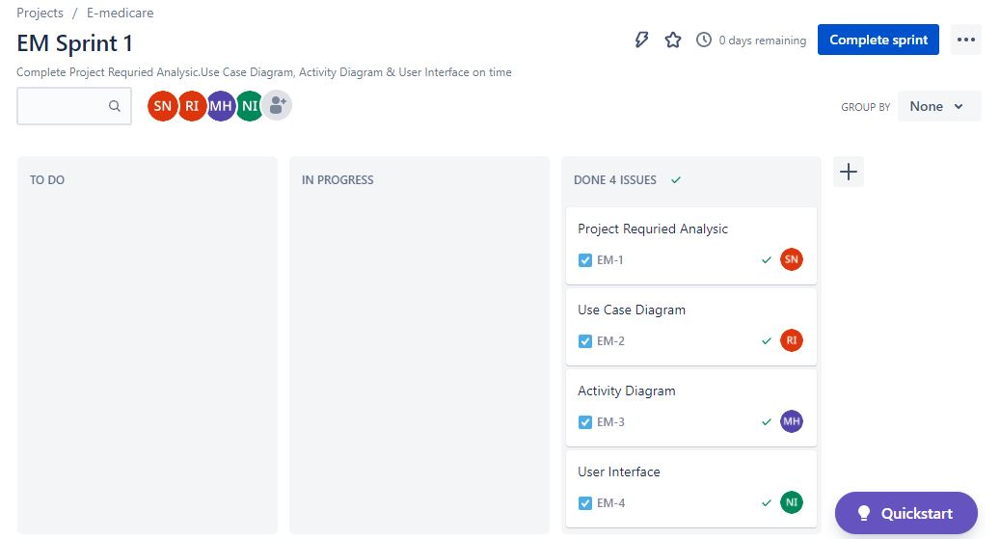 Projects / E-medicare
EM Sprint 1
0 days remaining
Complete sprint
Complete Project Requried Analysic.Use Case Diagram, Activity Diagram & User Interface on time
SN RI MH NI
GROUP BY None
TO DO
IN PROGRESS
DONE 4 ISSUES
Project Requried Analysic
EM-1 SN
Use Case Diagram
EM-2 RI
Activity Diagram
EM-3 MH
User Interface
EM-4 NI
Quickstart